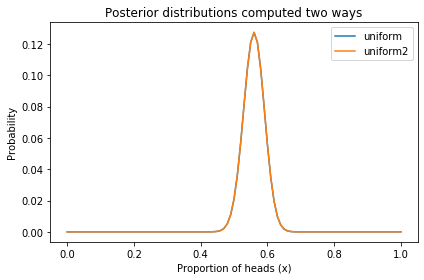 Posterior distributions computed two ways
uniform
uniform2
Probability
0.12
0.10
0.08
0.06
0.04
0.02
0.00
0.0 0.2 0.4 0.6 0.8 1.0
Proportion of heads (x)